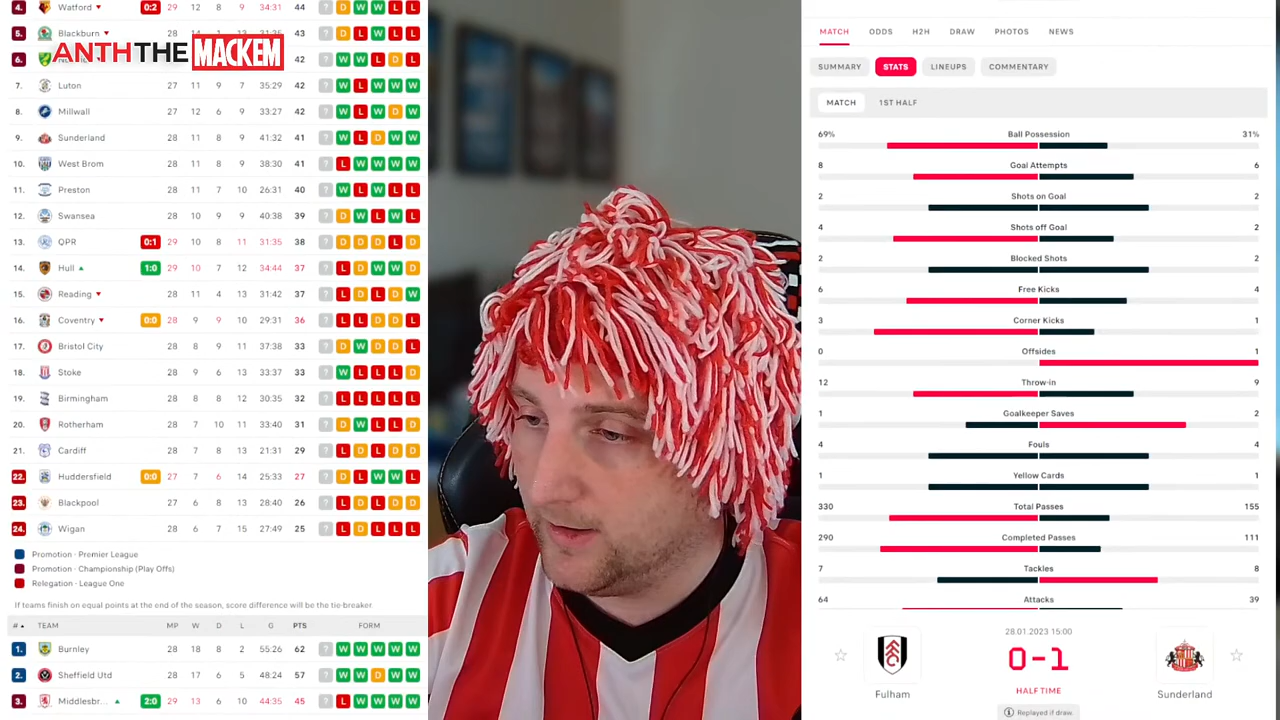 4. Watford 0:2 29 12 8 9 34:31 44 ? D W W L L
5. Blackburn 28 14 1 13 43 ? D L W L L
ANTHTHEMACKEM
6. 42 ? W W L D L
7. Luton 27 11 9 7 35:29 42 ? W L W W W
8. Millwall 27 12 6 9 33:27 42 ? W L W D W
9. Sunderland 28 11 8 9 41:32 41 ? W L D W W
10. West Brom 28 11 8 9 38:30 41 ? L W W W W
11. Preston 28 11 7 10 26:31 40 ? W L W L L
12. Swansea 28 10 9 9 40:38 39 ? D W L W L
13. QPR 0:1 29 10 8 11 31:35 38 ? D D D L D
14. Hull 1:0 29 10 7 12 34:44 37 ? L D W W D
15. Reading 28 11 4 13 31:42 37 ? L D L D W
16. Coventry 0:0 28 9 9 10 29:31 36 ? L L D D L
17. Bristol City 28 8 9 11 37:38 33 ? D W D D L
18. Stoke 28 9 6 13 33:37 33 ? W L L L D
19. Birmingham 28 8 8 12 30:35 32 ? L L L L L
20. Rotherham 28 7 10 11 33:40 31 ? D W L L D
21. Cardiff 28 7 8 13 21:31 29 ? L D L D D
22. Huddersfield 0:0 27 7 6 14 25:33 27 ? D L W W L
23. Blackpool 27 6 8 13 28:40 26 ? L D L D D
24. Wigan 28 6 7 15 27:49 25 ? L D L L L
Promotion - Premier League
Promotion - Championship (Play Offs)
Relegation - League One
If teams finish on equal points at the end of the season, score difference will be the tie-breaker
# TEAM MP W D L G PTS FORM
1. Burnley 28 18 8 2 55:26 62 ? W W W W W
2. Sheffield Utd 28 17 6 5 48:24 57 ? W W D W W
3. Middlesbr... 2:0 29 13 6 10 44:35 45 ? L W W W W
MATCH ODDS H2H DRAW PHOTOS NEWS
SUMMARY STATS LINEUPS COMMENTARY
MATCH 1ST HALF
69% Ball Possession 31%
8 Goal Attempts 6
2 Shots on Goal 2
4 Shots off Goal 2
2 Blocked Shots 2
6 Free Kicks 4
3 Corner Kicks 1
0 Offsides 1
12 Throw-in 9
1 Goalkeeper Saves 2
4 Fouls 4
1 Yellow Cards 1
330 Total Passes 155
290 Completed Passes 111
7 Tackles 8
64 Attacks 39
28.01.2023 15:00
0-1
HALF TIME
Fulham Sunderland
Replayed if draw.